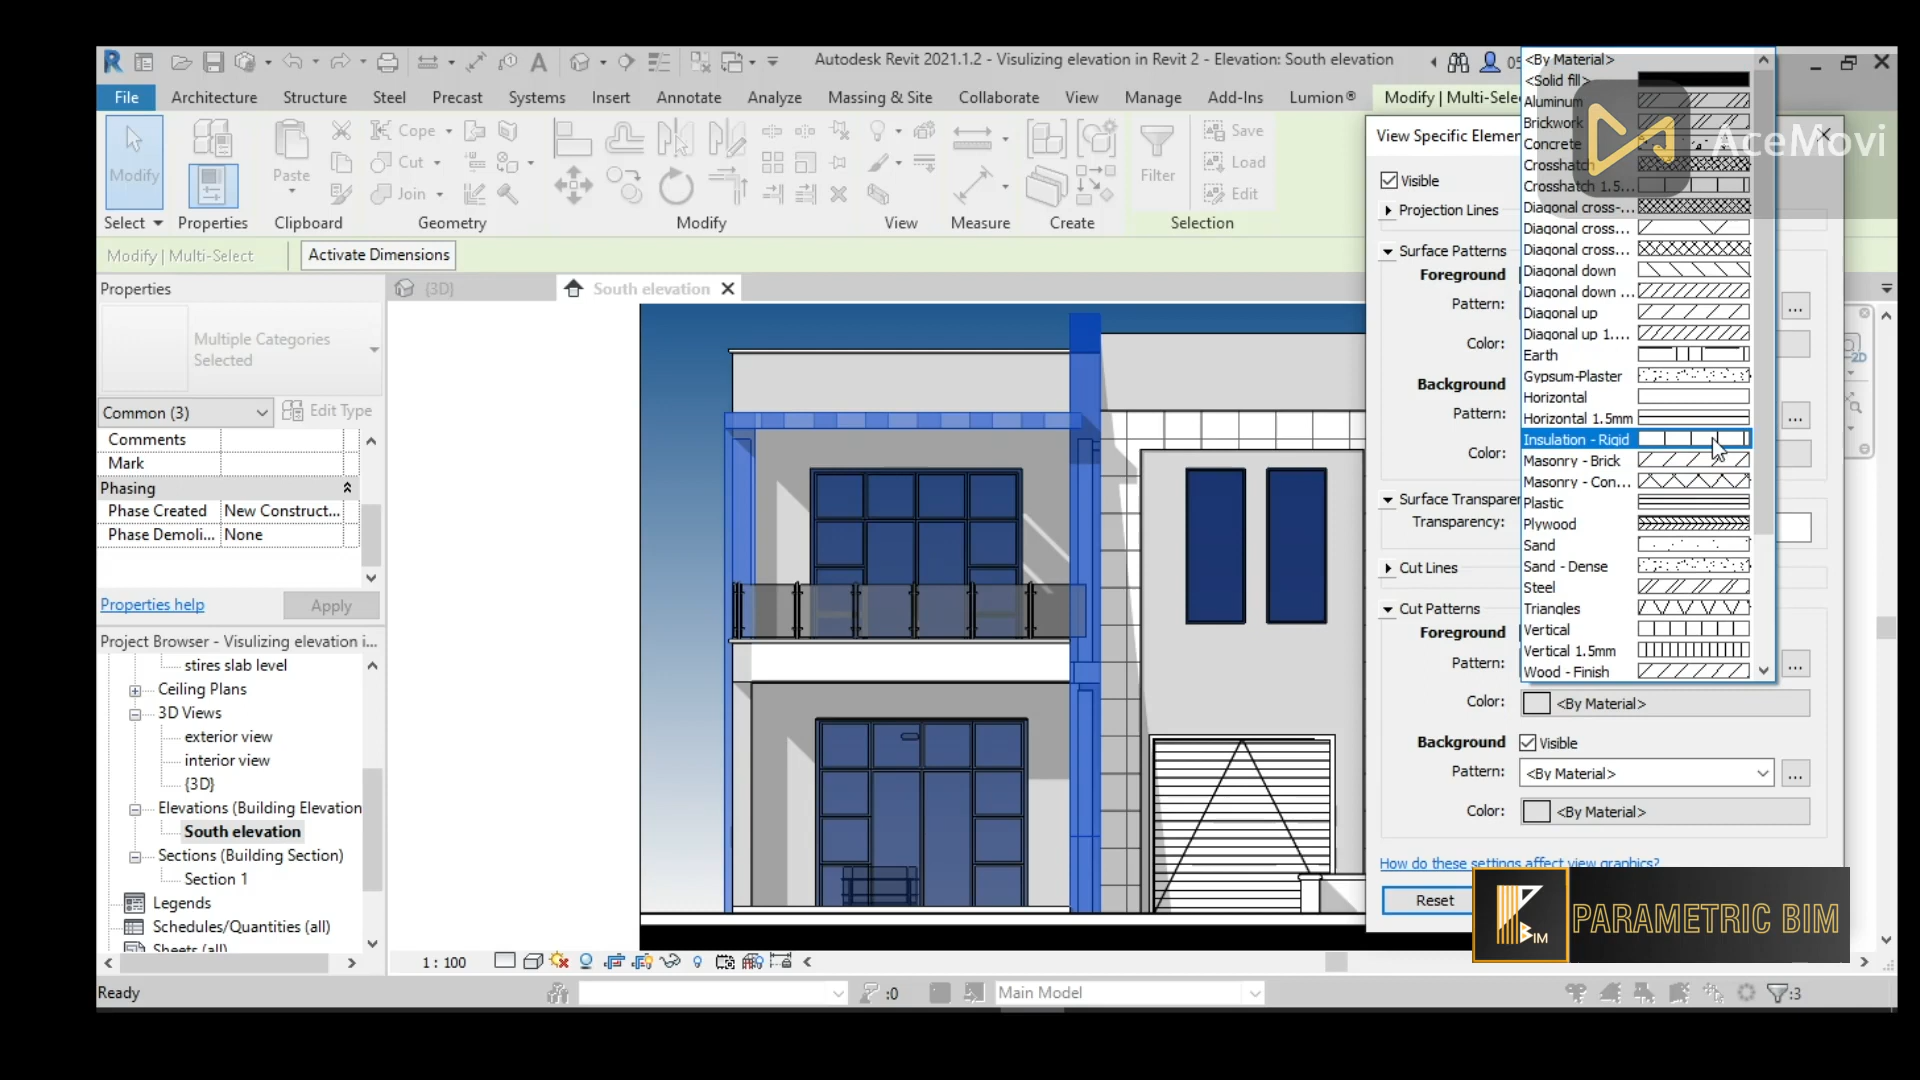 Autodesk Revit 2021.1.2 - Visulizing elevation in Revit 2 - Elevation: South elevation
File Architecture Structure Steel Precast Systems Insert Annotate Analyze Massing & Site Collaborate View Manage Add-Ins Lumion® Modify | Multi-Sele
Modify
Cope
Cut
Join
Paste
Filter
Save
Load
Edit
Select Properties Clipboard Geometry Modify View Measure Create Selection
Modify | Multi-Select Activate Dimensions
Properties
Multiple Categories
Selected
Common (3) Edit Type
Comments
Mark
Phasing
Phase Created New Construct...
Phase Demoli... None
Properties help Apply
Project Browser - Visulizing elevation i...
stires slab level
Ceiling Plans
3D Views
exterior view
interior view
{3D}
Elevations (Building Elevation
South elevation
Sections (Building Section)
Section 1
Legends
Schedules/Quantities (all)
Sheets (all)
Ready
{3D}
South elevation
1 : 100
:0
Main Model
:3
2D
View Specific Elemen
Visible
Projection Lines
Surface Patterns
Foreground
Pattern:
Color:
Background
Pattern:
Color:
Surface Transparen
Transparency:
Cut Lines
Cut Patterns
Foreground
Pattern:
Color: <By Material>
Background Visible
Pattern: <By Material>
Color: <By Material>
How do these settings affect view graphics?
Reset
<By Material>
<Solid fill>
Aluminum
Brickwork
Concrete
Crosshatch
Crosshatch 1.5...
Diagonal cross-...
Diagonal cross...
Diagonal cross...
Diagonal down
Diagonal down ...
Diagonal up
Diagonal up 1....
Earth
Gypsum-Plaster
Horizontal
Horizontal 1.5mm
Insulation - Rigid
Masonry - Brick
Masonry - Con...
Plastic
Plywood
Sand
Sand - Dense
Steel
Triangles
Vertical
Vertical 1.5mm
Wood - Finish
AceMovi
BIM
PARAMETRIC BIM